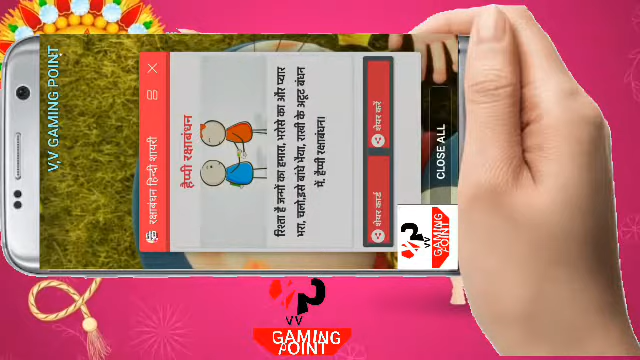 V,V GAMING POINT
रक्षाबंधन हिन्दी शायरी
हैप्पी रक्षाबंधन
रिश्ता है जन्मों का हमारा, भरोसे का और प्यार
भरा, चलो,इसे बांधे भैया, राखी के अटूट बंधन
में. हैप्पी रक्षाबंधन।
शेयर कार्ड
शेयर करें
CLOSE ALL
VV
GAMING
POINT
VV
GAMING
POINT